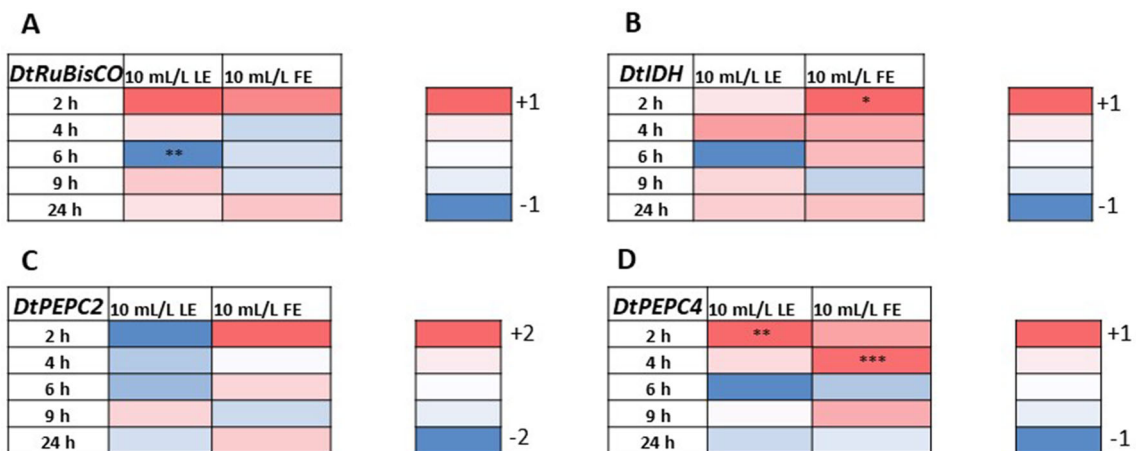 A
DtRuBisCO 10 mL/L LE 10 mL/L FE
2 h
4 h
6 h **
9 h
24 h
+1
-1
B
DtIDH 10 mL/L LE 10 mL/L FE
2 h *
4 h
6 h
9 h
24 h
+1
-1
C
DtPEPC2 10 mL/L LE 10 mL/L FE
2 h
4 h
6 h
9 h
24 h
+2
-2
D
DtPEPC4 10 mL/L LE 10 mL/L FE
2 h **
4 h ***
6 h
9 h
24 h
+1
-1